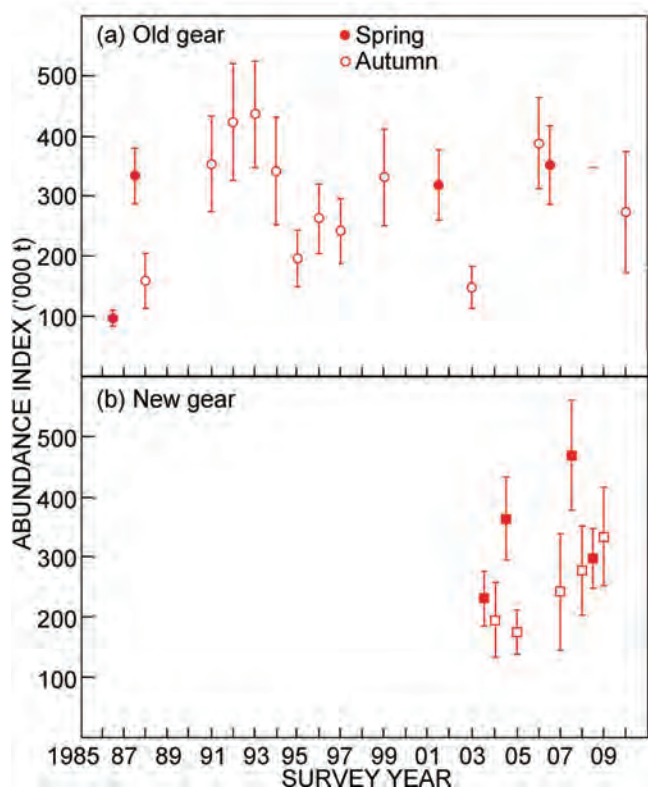 (a) Old gear
Spring
Autumn
500
400
300
200
100
ABUNDANCE INDEX ('000 t)
(b) New gear
500
400
300
200
100
1985 87 89 91 93 95 97 99 01 03 05 07 09
SURVEY YEAR